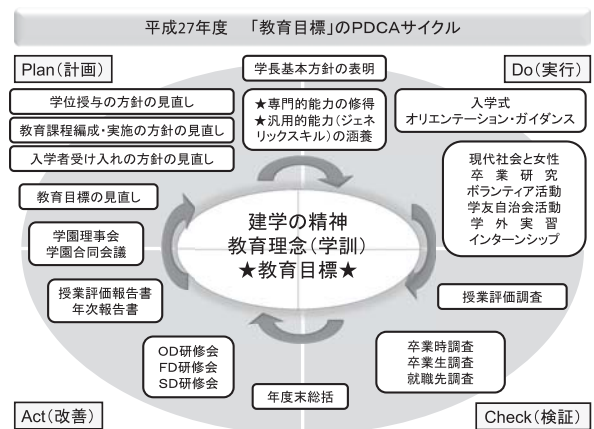 平成27年度　「教育目標」のPDCAサイクル
Plan（計画）
学長基本方針の表明
Do（実行）
学位授与の方針の見直し
教育課程編成・実施の方針の見直し
入学者受け入れの方針の見直し
★専門的能力の修得
★汎用的能力（ジェネ
リックスキル）の涵養
入学式
オリエンテーション・ガイダンス
教育目標の見直し
現代社会と女性
卒　業　研　究
ボランティア活動
学友自治会活動
学　外　実　習
インターンシップ
建学の精神
教育理念（学訓）
★教育目標★
学園理事会
学園合同会議
授業評価報告書
年次報告書
授業評価調査
OD研修会
FD研修会
SD研修会
卒業時調査
卒業生調査
就職先調査
年度末総括
Act（改善）
Check（検証）